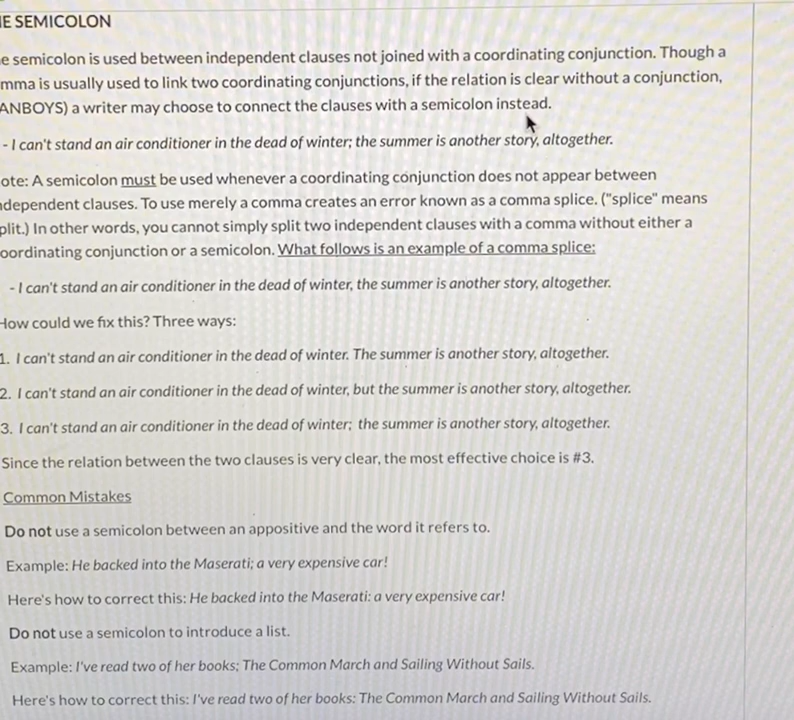 E SEMICOLON
e semicolon is used between independent clauses not joined with a coordinating conjunction. Though a
mma is usually used to link two coordinating conjunctions, if the relation is clear without a conjunction,
ANBOYS) a writer may choose to connect the clauses with a semicolon instead.
- I can't stand an air conditioner in the dead of winter; the summer is another story, altogether.
ote: A semicolon must be used whenever a coordinating conjunction does not appear between
dependent clauses. To use merely a comma creates an error known as a comma splice. ("splice" means
plit.) In other words, you cannot simply split two independent clauses with a comma without either a
oordinating conjunction or a semicolon. What follows is an example of a comma splice:
- I can't stand an air conditioner in the dead of winter, the summer is another story, altogether.
How could we fix this? Three ways:
1. I can't stand an air conditioner in the dead of winter. The summer is another story, altogether.
2. I can't stand an air conditioner in the dead of winter, but the summer is another story, altogether.
3. I can't stand an air conditioner in the dead of winter; the summer is another story, altogether.
Since the relation between the two clauses is very clear, the most effective choice is #3.
Common Mistakes
Do not use a semicolon between an appositive and the word it refers to.
Example: He backed into the Maserati; a very expensive car!
Here's how to correct this: He backed into the Maserati: a very expensive car!
Do not use a semicolon to introduce a list.
Example: I've read two of her books; The Common March and Sailing Without Sails.
Here's how to correct this: I've read two of her books: The Common March and Sailing Without Sails.